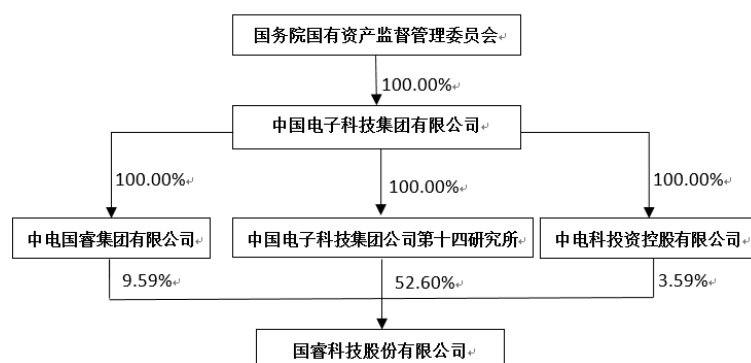 国务院国有资产监督管理委员会
100.00%
中国电子科技集团有限公司
100.00%
100.00%
100.00%
中电国睿集团有限公司
中国电子科技集团公司第十四研究所
中电科投资控股有限公司
9.59%
52.60%
3.59%
国睿科技股份有限公司